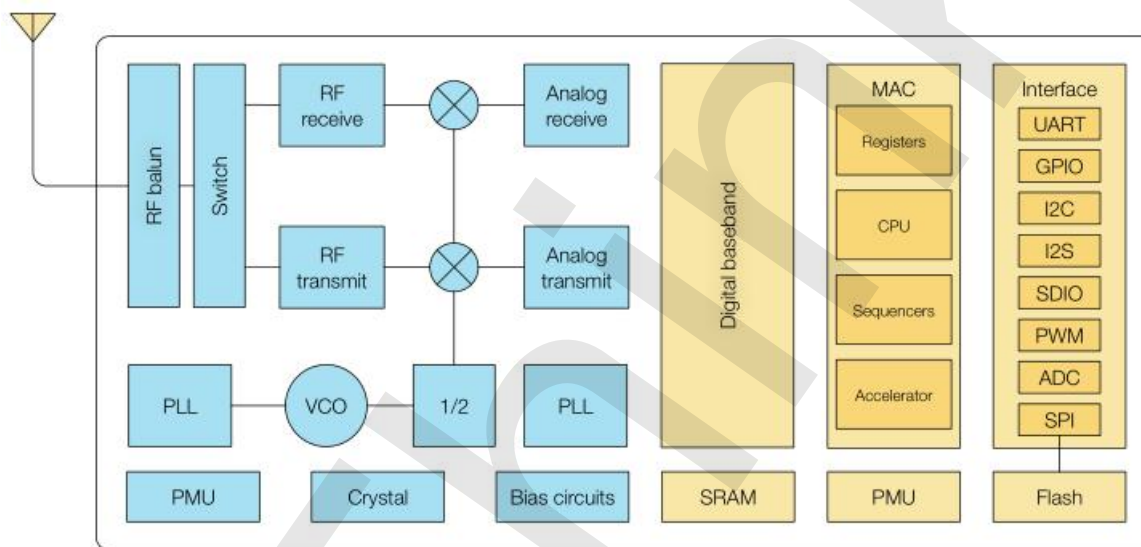 RF balun
Switch
RF
receive
Analog
receive
RF
transmit
Analog
transmit
PLL
VCO
1/2
PLL
PMU
Crystal
Bias circuits
Digital baseband
SRAM
MAC
Registers
CPU
Sequencers
Accelerator
PMU
Interface
UART
GPIO
I2C
I2S
SDIO
PWM
ADC
SPI
Flash